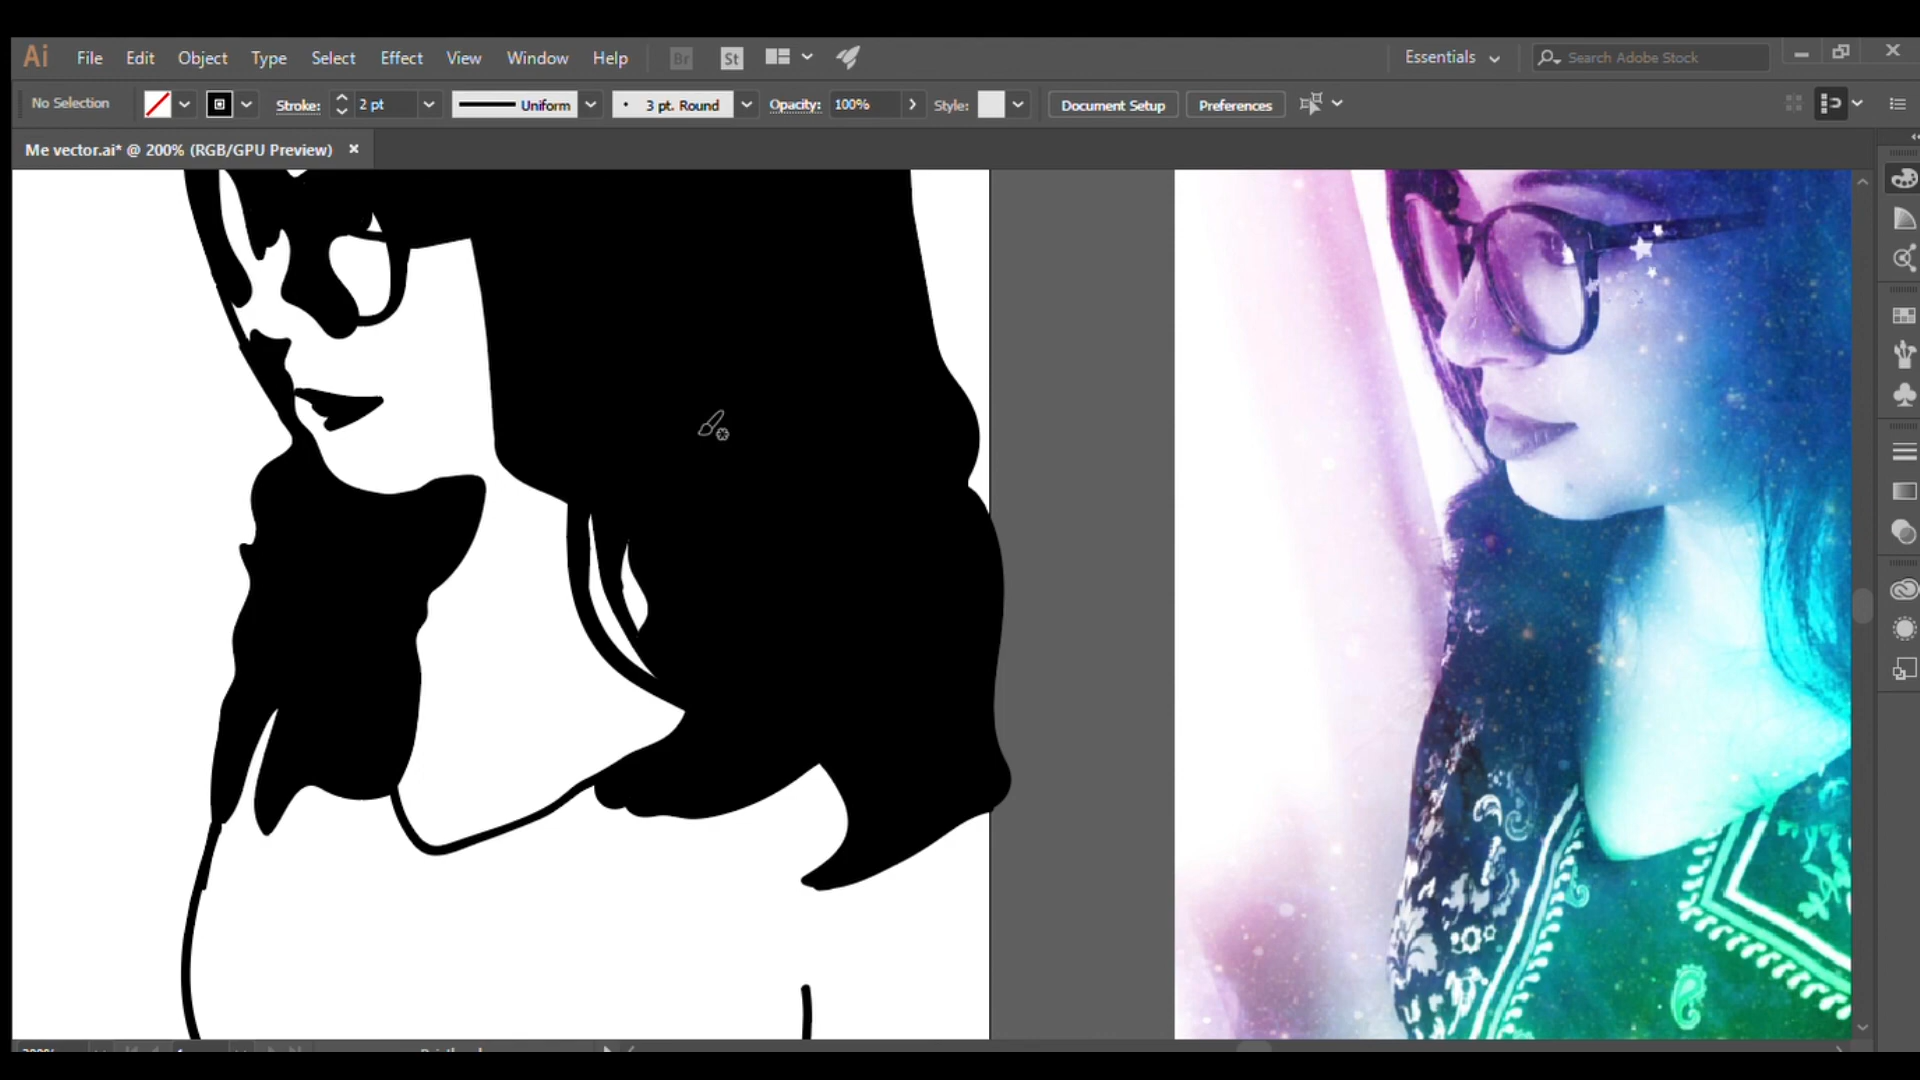 Ai File Edit Object Type Select Effect View Window Help Br St Essentials Search Adobe Stock
No Selection Stroke: 2 pt Uniform 3 pt. Round Opacity: 100% Style: Document Setup Preferences
Me vector.ai* @ 200% (RGB/GPU Preview) ×